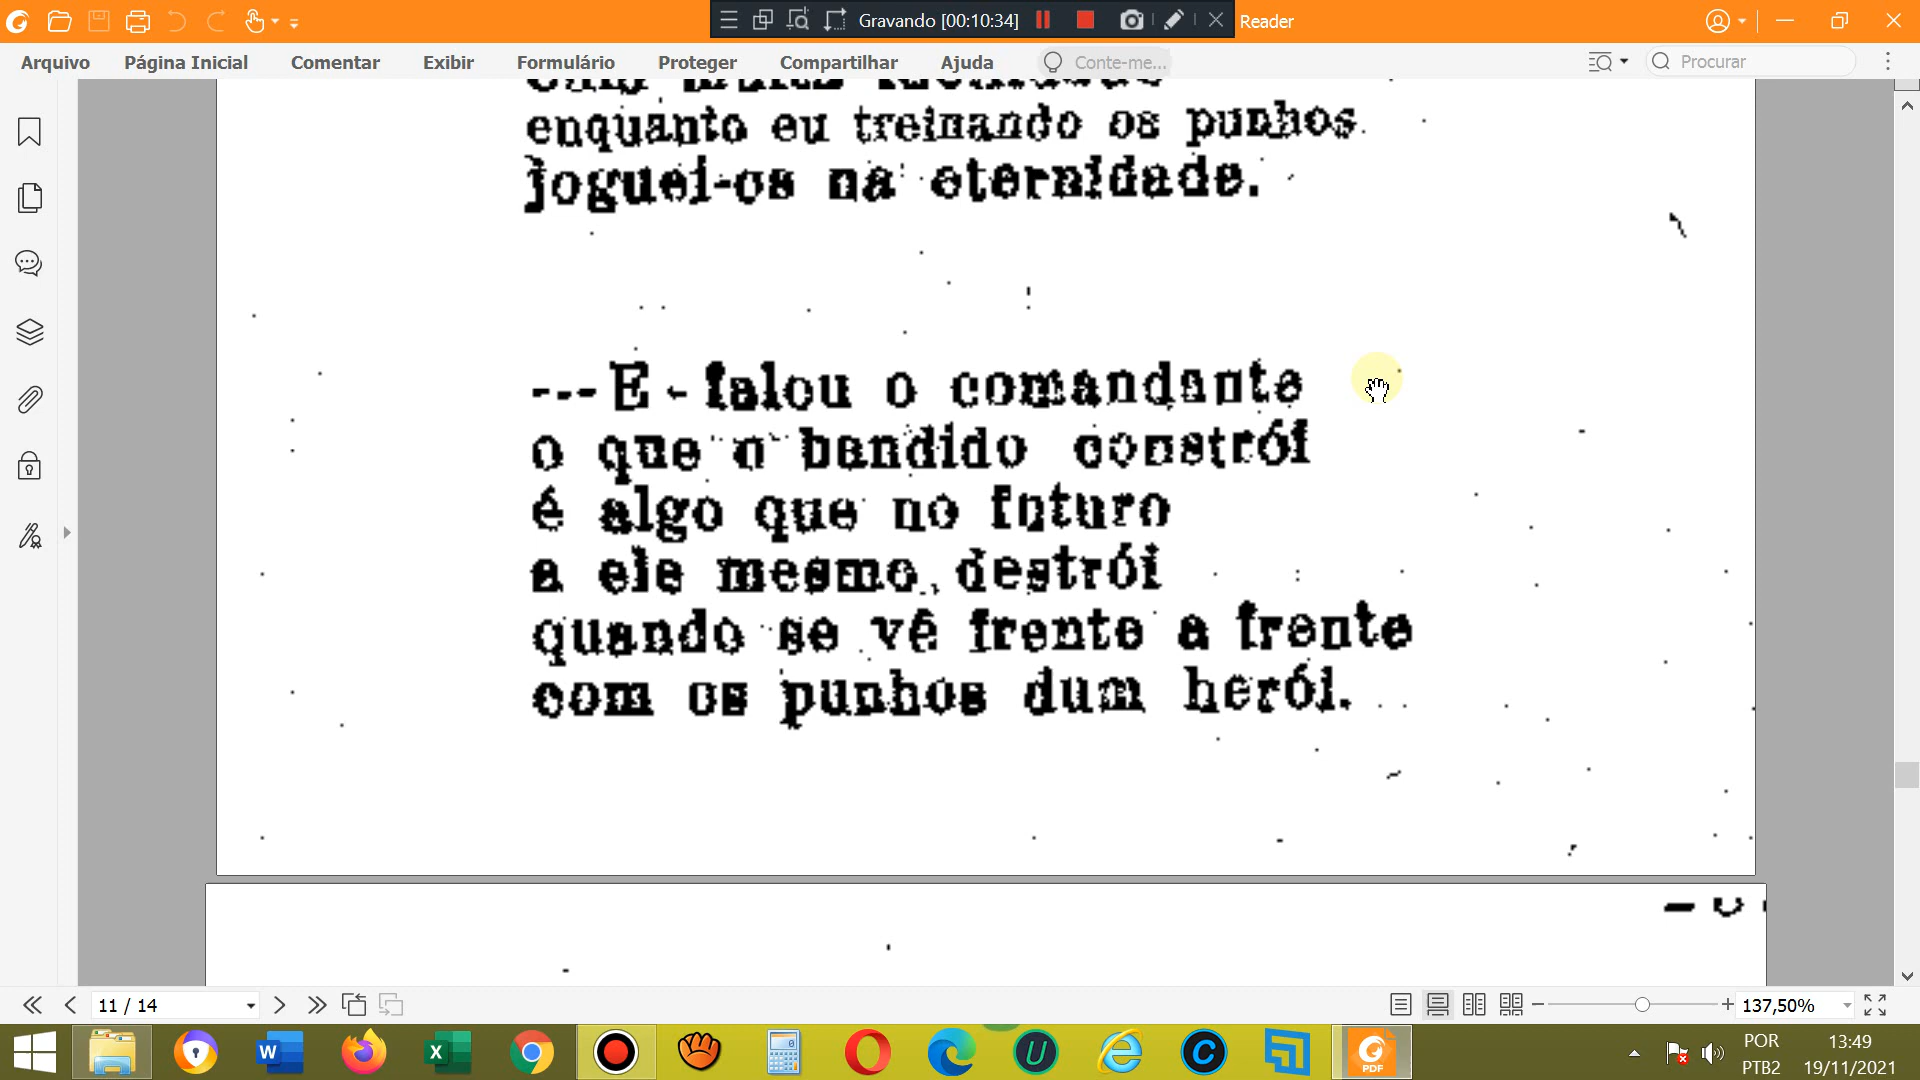 Gravando [00:10:34]
Reader
Arquivo Página Inicial Comentar Exibir Formulário Proteger Compartilhar Ajuda Conte-me... Procurar
enquanto eu treinando os punhos
joguei-os na eternidade.
---E - falou o comandante
o que o bandido constrói
é algo que no futuro
a ele mesmo destrói
quando se vê frente a frente
com os punhos dum herói.
11 / 14
137,50%
POR
PTB2
13:49
19/11/2021